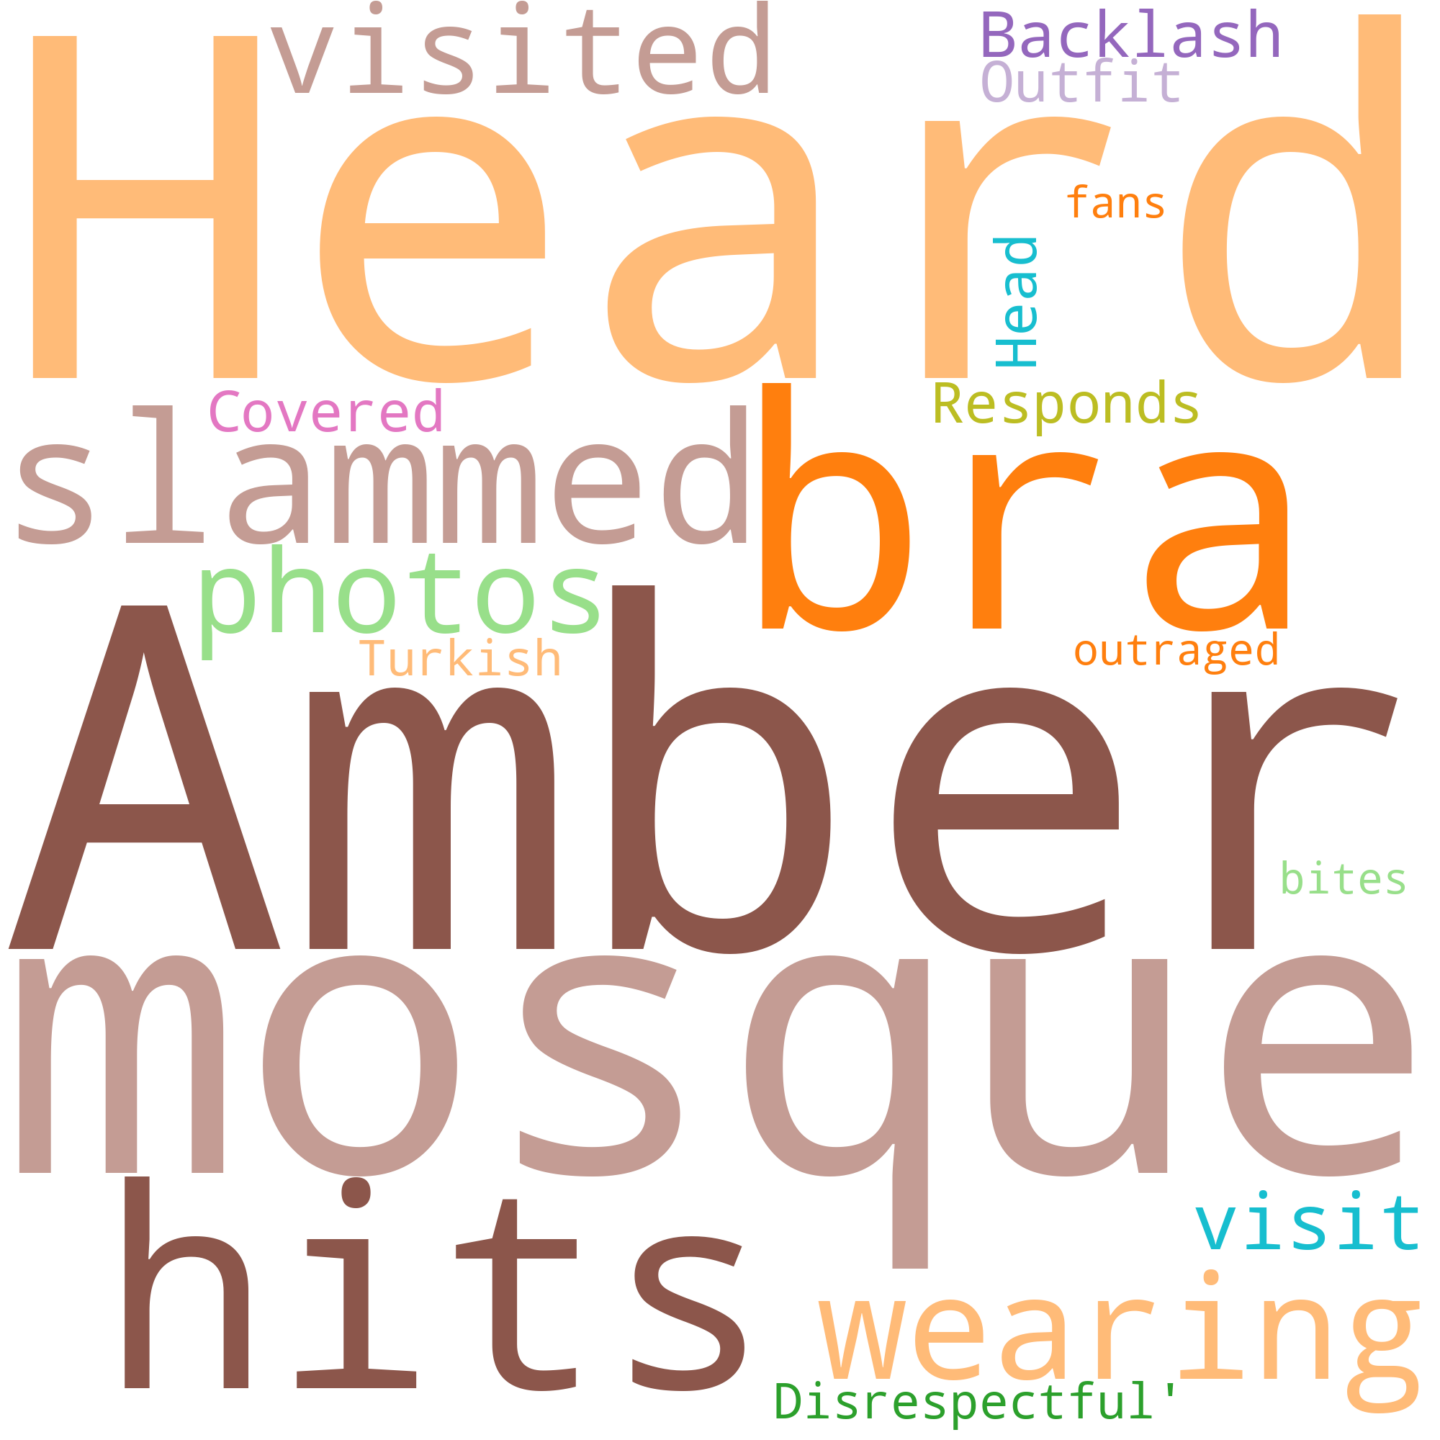 visited
Backlash
Outfit
Heard
fans
Head
Covered
Responds
slammed
bra
photos
Turkish
outraged
Amber
bites
mosque
hits
visit
wearing
Disrespectful'